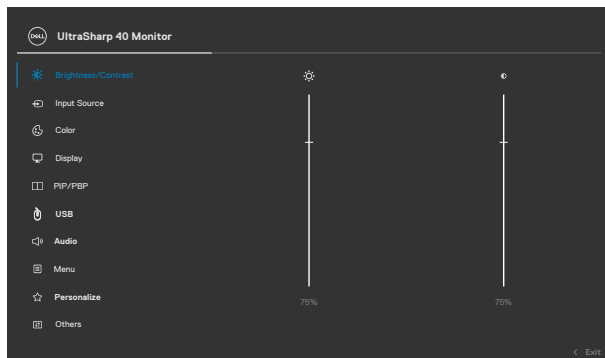 DELL UltraSharp 40 Monitor
Brightness/Contrast
Input Source
Color
Display
PIP/PBP
USB
Audio
Menu
Personalize
Others
75% 75%
< Exit